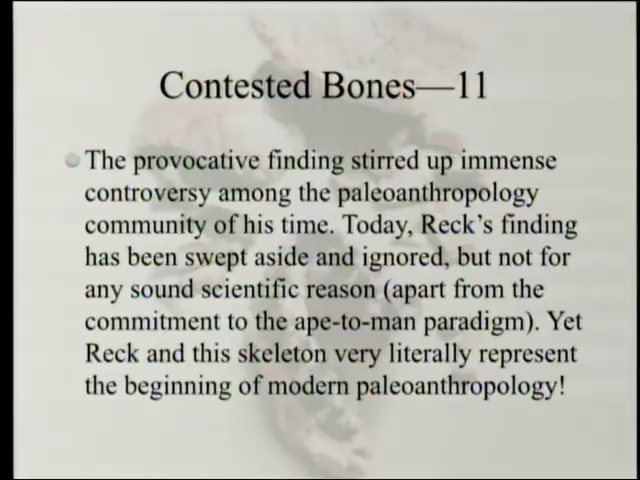 Contested Bones—11
The provocative finding stirred up immense
controversy among the paleoanthropology
community of his time. Today, Reck’s finding
has been swept aside and ignored, but not for
any sound scientific reason (apart from the
commitment to the ape-to-man paradigm). Yet
Reck and this skeleton very literally represent
the beginning of modern paleoanthropology!